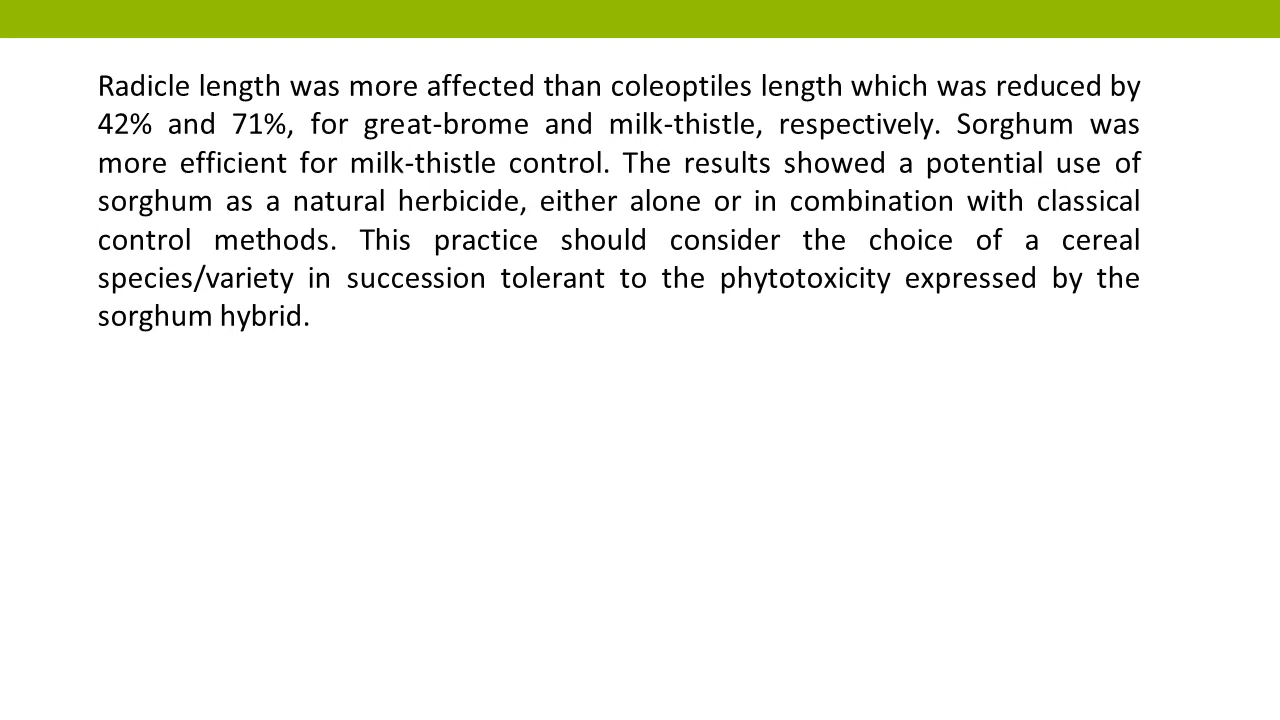 Radicle length was more affected than coleoptiles length which was reduced by
42% and 71%, for great-brome and milk-thistle, respectively. Sorghum was
more efficient for milk-thistle control. The results showed a potential use of
sorghum as a natural herbicide, either alone or in combination with classical
control methods. This practice should consider the choice of a cereal
species/variety in succession tolerant to the phytotoxicity expressed by the
sorghum hybrid.